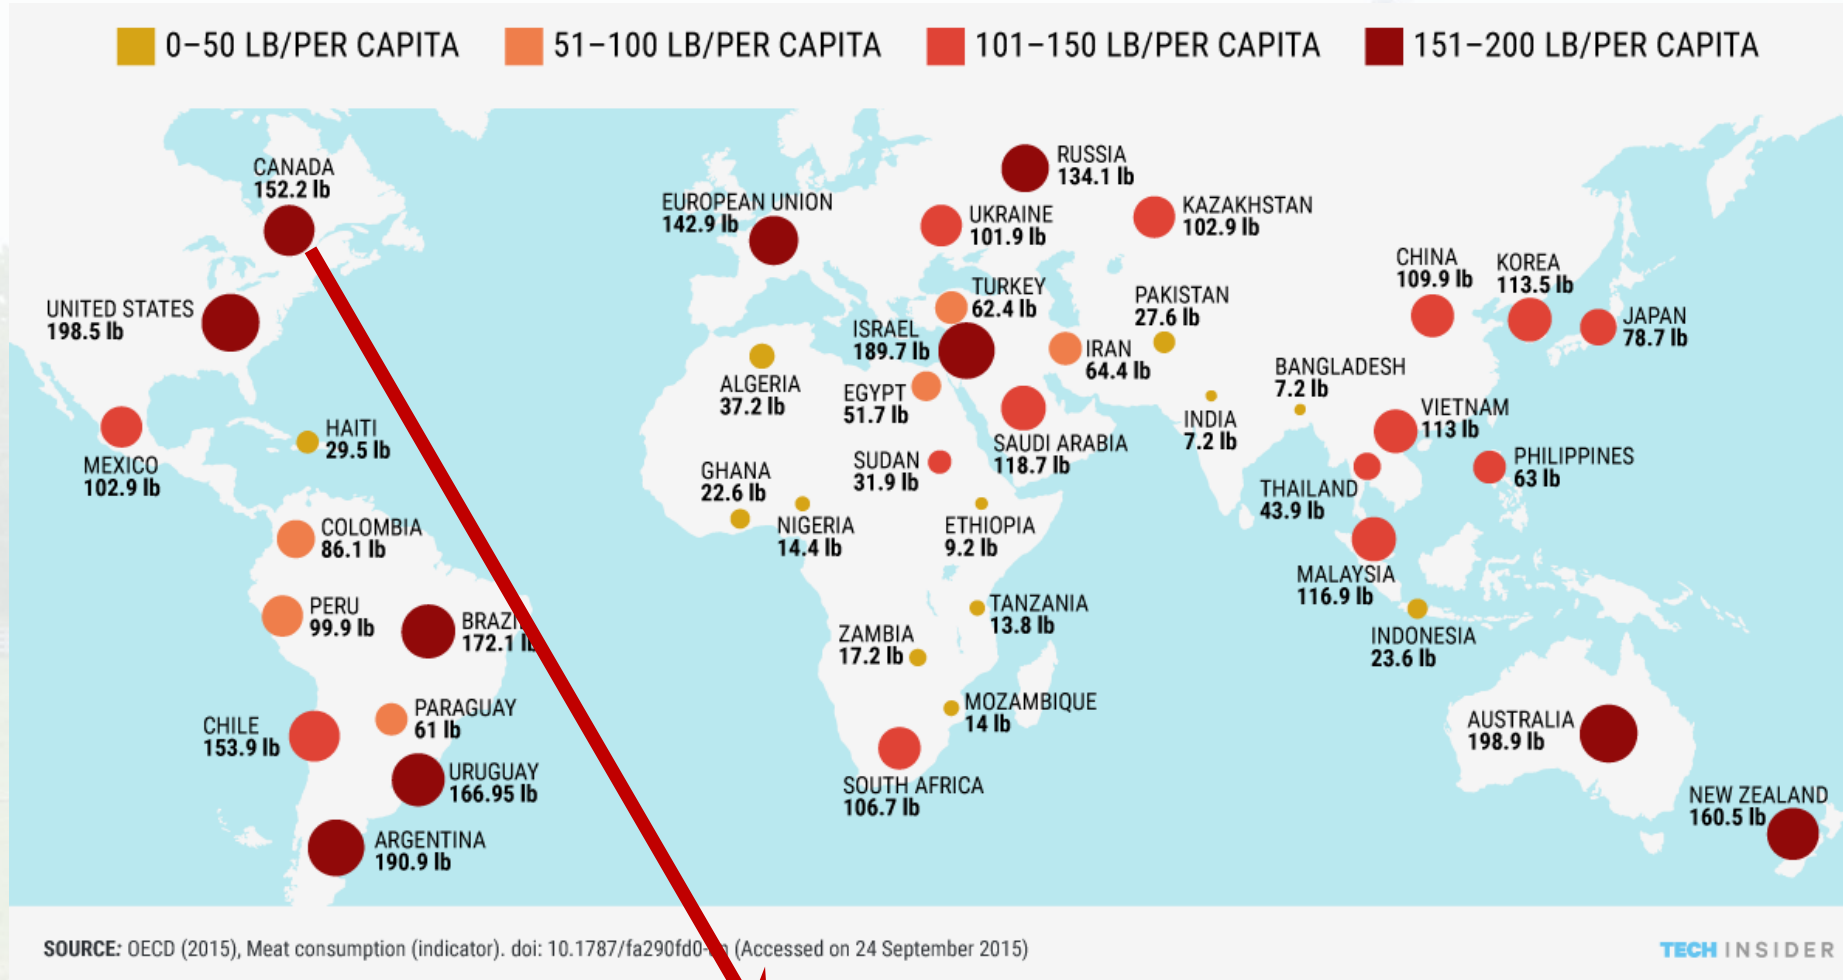 0–50 LB/PER CAPITA
51–100 LB/PER CAPITA
101–150 LB/PER CAPITA
151–200 LB/PER CAPITA
CANADA
152.2 lb
UNITED STATES
198.5 lb
MEXICO
102.9 lb
HAITI
29.5 lb
COLOMBIA
86.1 lb
PERU
99.9 lb
172.1 lb
PARAGUAY
61 lb
CHILE
153.9 lb
URUGUAY
166.95 lb
ARGENTINA
190.9 lb
EUROPEAN UNION
142.9 lb
RUSSIA
134.1 lb
UKRAINE
101.9 lb
KAZAKHSTAN
102.9 lb
TURKEY
62.4 lb
ISRAEL
189.7 lb
IRAN
64.4 lb
PAKISTAN
27.6 lb
ALGERIA
37.2 lb
EGYPT
51.7 lb
SAUDI ARABIA
118.7 lb
SUDAN
31.9 lb
GHANA
22.6 lb
NIGERIA
14.4 lb
ETHIOPIA
9.2 lb
TANZANIA
13.8 lb
ZAMBIA
17.2 lb
MOZAMBIQUE
14 lb
SOUTH AFRICA
106.7 lb
INDIA
7.2 lb
BANGLADESH
7.2 lb
CHINA
109.9 lb
KOREA
113.5 lb
JAPAN
78.7 lb
VIETNAM
113 lb
PHILIPPINES
63 lb
THAILAND
43.9 lb
MALAYSIA
116.9 lb
INDONESIA
23.6 lb
AUSTRALIA
198.9 lb
NEW ZEALAND
160.5 lb
SOURCE: OECD (2015), Meat consumption (indicator). doi: (Accessed on 24 September 2015)
TECH INSIDER